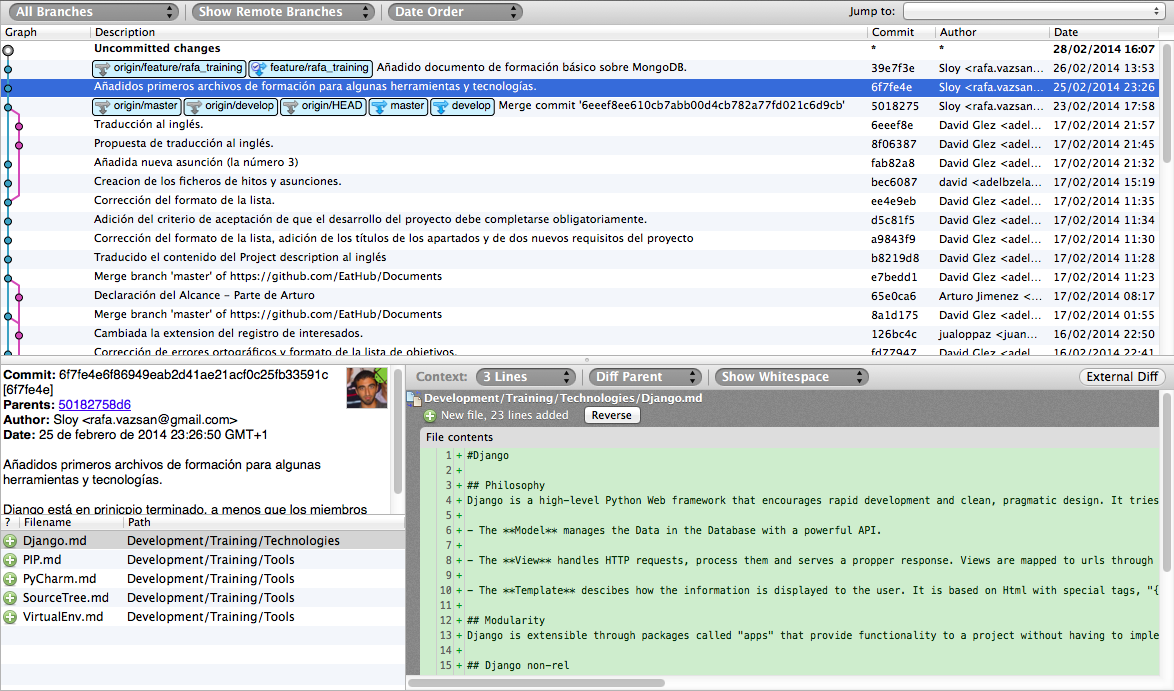 All Branches Show Remote Branches Date Order Jump to:
Graph Description Commit Author Date
Uncommitted changes * * 28/02/2014 16:07
origin/feature/rafa_training feature/rafa_training Añadido documento de formación básico sobre MongoDB. 39e7f3e Sloy <rafa.vazsan... 26/02/2014 13:53
Añadidos primeros archivos de formación para algunas herramientas y tecnologías. 6f7fe4e Sloy <rafa.vazsan... 25/02/2014 23:26
origin/master origin/develop origin/HEAD master develop Merge commit '6eeef8ee610cb7abb00d4cb782a77fd021c6d9cb' 5018275 Sloy <rafa.vazsan... 23/02/2014 17:58
Traducción al inglés. 6eeef8e David Glez <adel... 17/02/2014 21:57
Propuesta de traducción al inglés. 8f06387 David Glez <adel... 17/02/2014 21:45
Añadida nueva asunción (la número 3) fab82a8 David Glez <adel... 17/02/2014 21:32
Creacion de los ficheros de hitos y asunciones. bec6087 david <adelbzela... 17/02/2014 15:19
Corrección del formato de la lista. ee4e9eb David Glez <adel... 17/02/2014 11:35
Adición del criterio de aceptación de que el desarrollo del proyecto debe completarse obligatoriamente. d5c81f5 David Glez <adel... 17/02/2014 11:34
Corrección del formato de la lista, adición de los títulos de los apartados y de dos nuevos requisitos del proyecto a9843f9 David Glez <adel... 17/02/2014 11:30
Traducido el contenido del Project description al inglés b8219d8 David Glez <adel... 17/02/2014 11:28
Merge branch 'master' of https://github.com/EatHub/Documents e7bedd1 David Glez <adel... 17/02/2014 11:23
Declaración del Alcance - Parte de Arturo 65e0ca6 Arturo Jimenez <... 17/02/2014 08:17
Merge branch 'master' of https://github.com/EatHub/Documents 8a1d175 David Glez <adel... 17/02/2014 01:55
Cambiada la extension del registro de interesados. 126bc4c jualoppaz <juan... 16/02/2014 22:50
Corrección de errores ortográficos y formato de la lista de objetivos. fd77947 David Glez <adel... 16/02/2014 22:41
Commit: 6f7fe4e6f86949eab2d41ae21acf0c25fb33591c
[6f7fe4e]
Parents: 50182758d6
Author: Sloy <rafa.vazsan@gmail.com>
Date: 25 de febrero de 2014 23:26:50 GMT+1
Añadidos primeros archivos de formación para algunas
herramientas y tecnologías.
Django está en prinicpio terminado, a menos que los miembros
? Filename Path
Django.md Development/Training/Technologies
PIP.md Development/Training/Tools
PyCharm.md Development/Training/Tools
SourceTree.md Development/Training/Tools
VirtualEnv.md Development/Training/Tools
Context: 3 Lines Diff Parent Show Whitespace External Diff
Development/Training/Technologies/Django.md
New file, 23 lines added Reverse
File contents
1 + #Django
2 +
3 + ## Philosophy
4 + Django is a high-level Python Web framework that encourages rapid development and clean, pragmatic design. It tries
5 +
6 + - The **Model** manages the Data in the Database with a powerful API.
7 +
8 + - The **View** handles HTTP requests, process them and serves a propper response. Views are mapped to urls through
9 +
10 + - The **Template** descibes how the information is displayed to the user. It is based on Html with special tags, "{
11 +
12 + ## Modularity
13 + Django is extensible through packages called "apps" that provide functionality to a project without having to imple
14 +
15 + ## Django non-rel